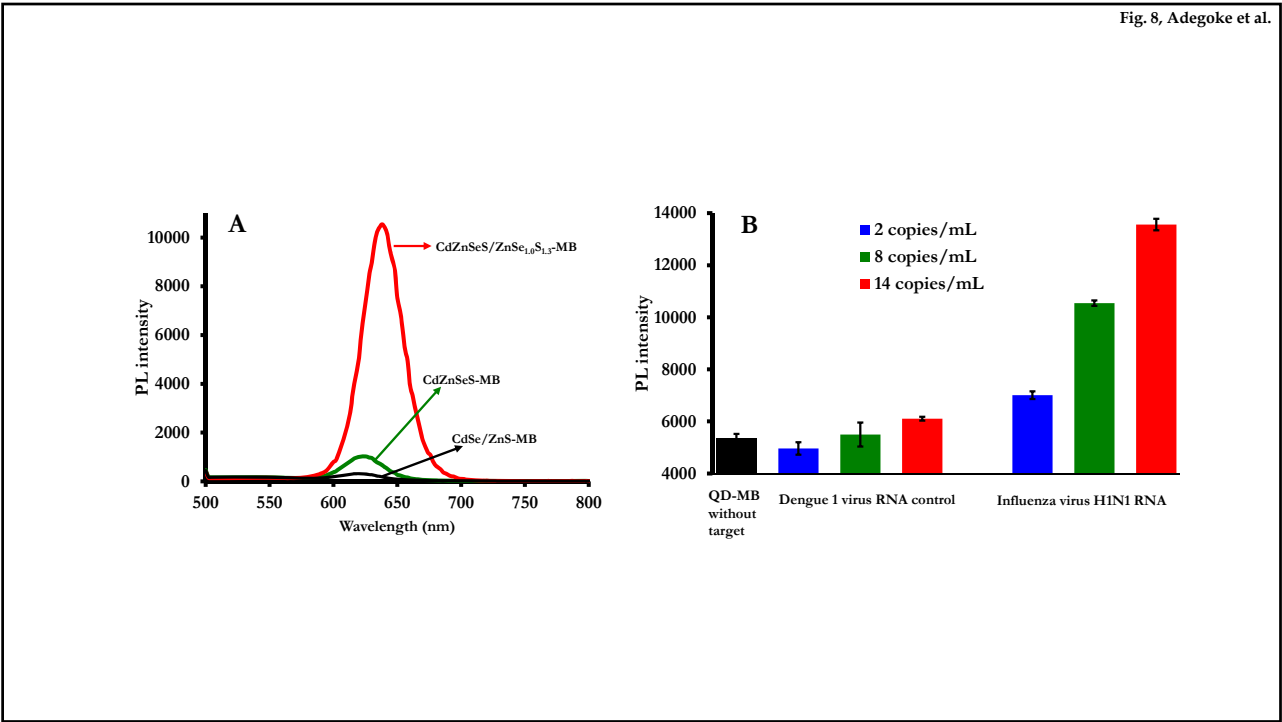 Fig. 8, Adegoke et al.
A
PL intensity
10000
8000
6000
4000
2000
0
500 550 600 650 700 750 800
Wavelength (nm)
CdZnSeS/ZnSe1.0S1.3-MB
CdZnSeS-MB
CdSe/ZnS-MB
B
PL intensity
14000
12000
10000
8000
6000
4000
2 copies/mL
8 copies/mL
14 copies/mL
QD-MB
without
target
Dengue 1 virus RNA control
Influenza virus H1N1 RNA